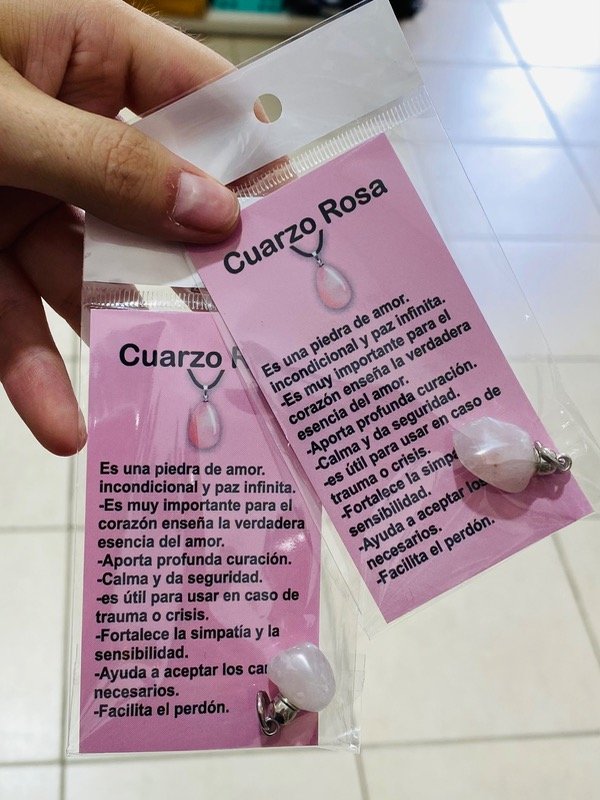 Cuarzo Rosa
Es una piedra de amor.
incondicional y paz infinita.
-Es muy importante para el
corazón enseña la verdadera
esencia del amor.
-Aporta profunda curación.
-Calma y da seguridad.
-es útil para usar en caso de
trauma o crisis.
-Fortalece la
sensibilidad.
-Ayuda a aceptar los
necesarios.
-Facilita el perdón.
Cuarzo
Es una piedra de amor.
incondicional y paz infinita.
-Es muy importante para el
corazón enseña la verdadera
esencia del amor.
-Aporta profunda curación.
-Calma y da seguridad.
-es útil para usar en caso de
trauma o crisis.
-Fortalece la simpatía y la
sensibilidad.
-Ayuda a aceptar los
necesarios.
-Facilita el perdón.